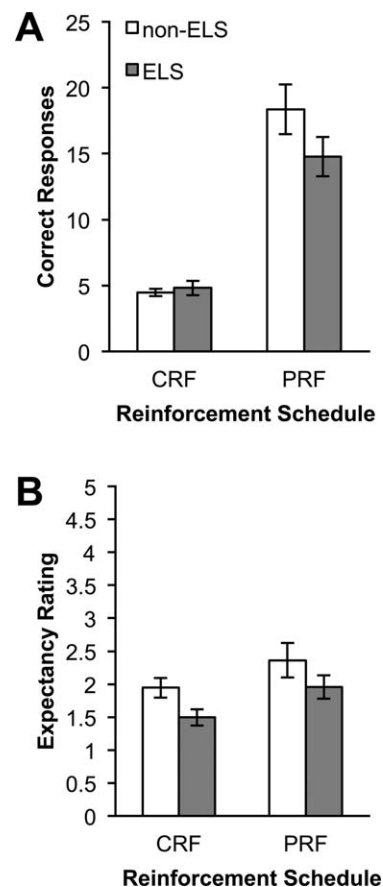 A
non-ELS
ELS
25
20
15
10
5
0
Correct Responses
CRF PRF
Reinforcement Schedule
B
5
4.5
4
3.5
3
2.5
2
1.5
1
0.5
0
Expectancy Rating
CRF PRF
Reinforcement Schedule